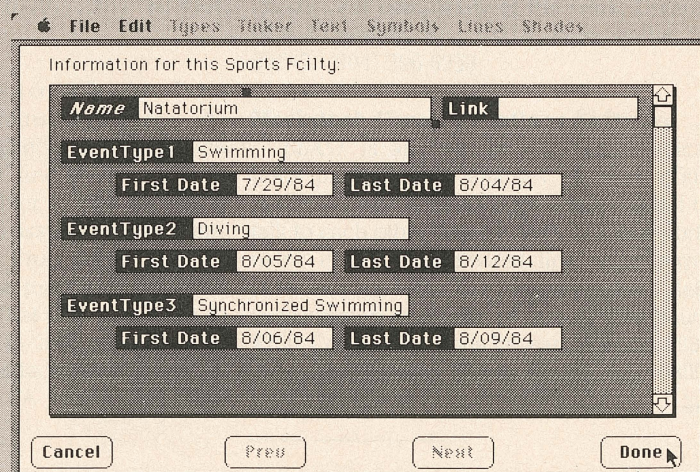 File Edit Types Tinker Text Symbols Lines Shades
Information for this Sports Fcilty:
Name Natatorium Link
EventType1 Swimming
First Date 7/29/84 Last Date 8/04/84
EventType2 Diving
First Date 8/05/84 Last Date 8/12/84
EventType3 Synchronized Swimming
First Date 8/06/84 Last Date 8/09/84
Cancel Prev Next Done